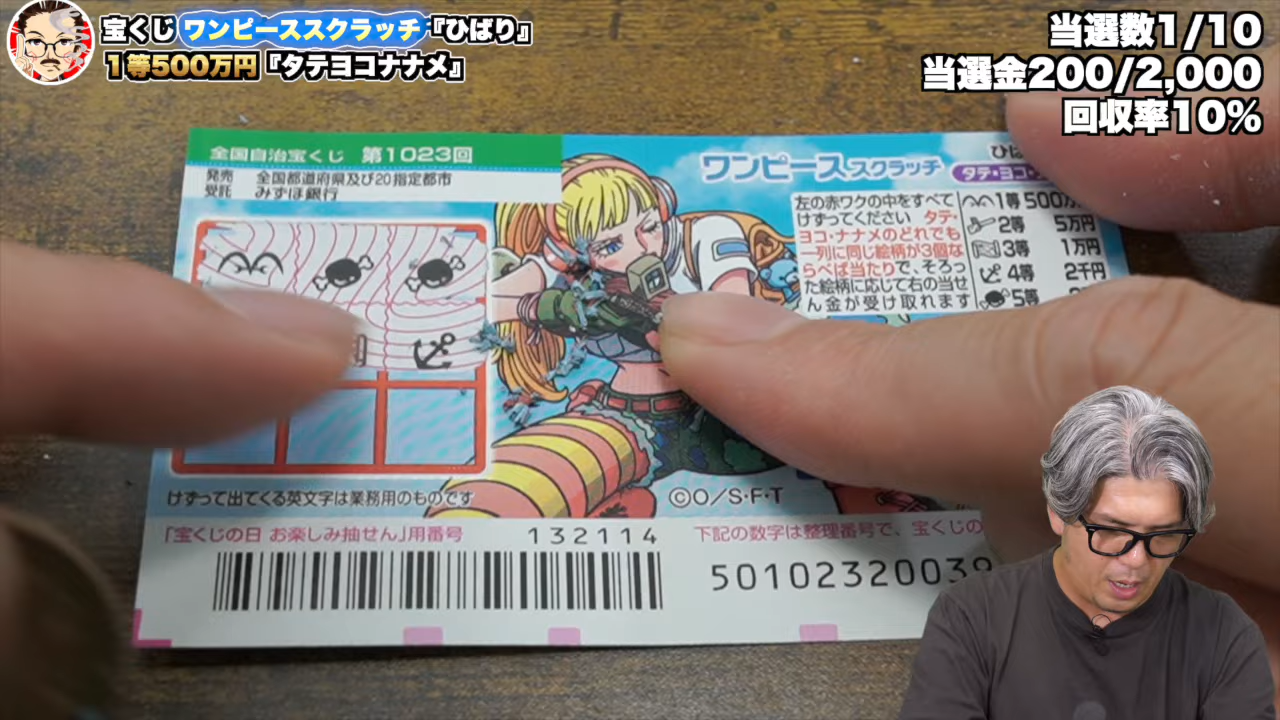 宝くじ ワンピーススクラッチ『ひばり』
1等500万円『タテヨコナナメ』
当選数1/10
当選金200/2,000
回収率10%
全国自治宝くじ 第1023回
発売 全国都道府県及び20指定都市
受託 みずほ銀行
ワンピーススクラッチ
ひば
タテ・ヨコ・
左の赤ワクの中をすべて
けずってください タテ・
ヨコ・ナナメのどれでも
一列に同じ絵柄が3個な
らべば当たりで、そろっ
た絵柄に応じて右の当せ
ん金が受け取れます
1等 500万
2等 5万円
3等 1万円
4等 2千円
5等
けずって出てくる英文字は業務用のものです
©O/S・F・T
「宝くじの日 お楽しみ抽せん」用番号 132114
下記の数字は整理番号で、宝くじの
50102320039